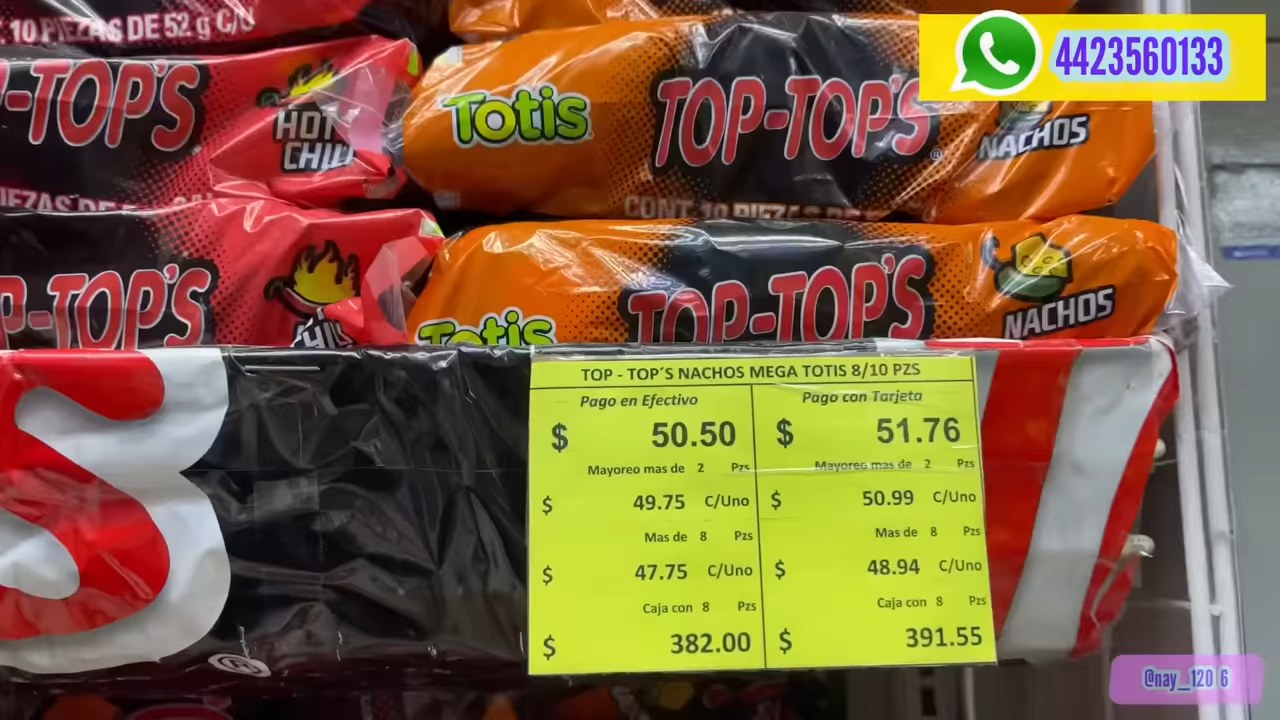 10 PIEZAS DE 52 g C/U
4423560133
TOP-TOP'S
HOT
CHILI
Totis
TOP-TOP'S®
NACHOS
CONT. 10 PIEZAS DE
TOP-TOP'S
Totis
TOP-TOP'S
NACHOS
TOP - TOP´S NACHOS MEGA TOTIS 8/10 PZS
Pago en Efectivo
$ 50.50
Mayoreo mas de 2 Pzs
$ 49.75 C/Uno
Mas de 8 Pzs
$ 47.75 C/Uno
Caja con 8 Pzs
$ 382.00
Pago con Tarjeta
$ 51.76
Mayoreo mas de 2 Pzs
$ 50.99 C/Uno
Mas de 8 Pzs
$ 48.94 C/Uno
Caja con 8 Pzs
$ 391.55
S
®
@nay_120 6